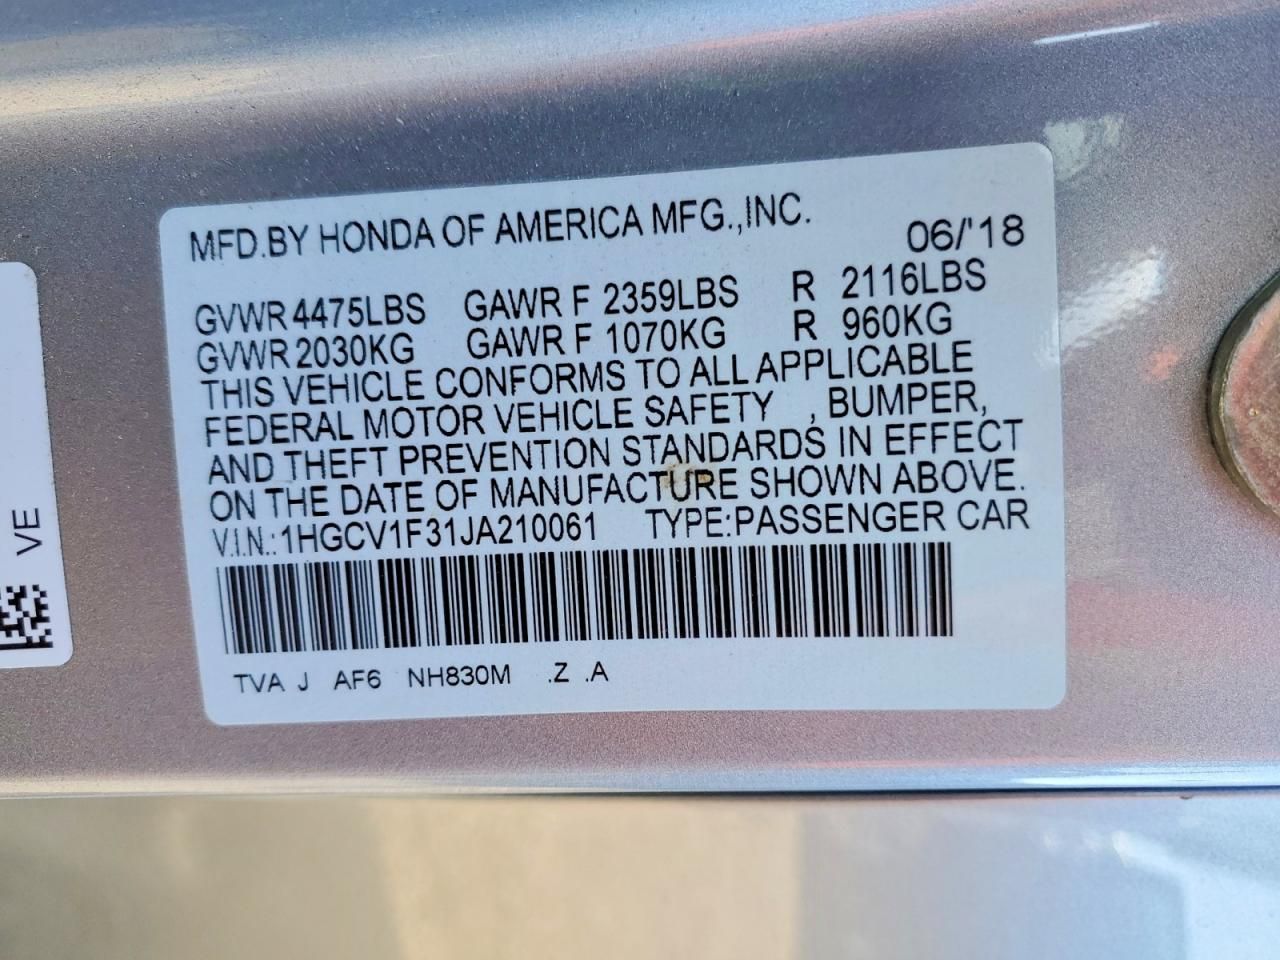 MFD.BY HONDA OF AMERICA MFG.,INC. 06/'18
GVWR 4475LBS GAWR F 2359LBS R 2116LBS
GVWR 2030KG GAWR F 1070KG R 960KG
THIS VEHICLE CONFORMS TO ALL APPLICABLE
FEDERAL MOTOR VEHICLE SAFETY , BUMPER,
AND THEFT PREVENTION STANDARDS IN EFFECT
ON THE DATE OF MANUFACTURE SHOWN ABOVE.
V.I.N.:1HGCV1F31JA210061 TYPE:PASSENGER CAR
TVA J AF6 NH830M .Z .A
VE